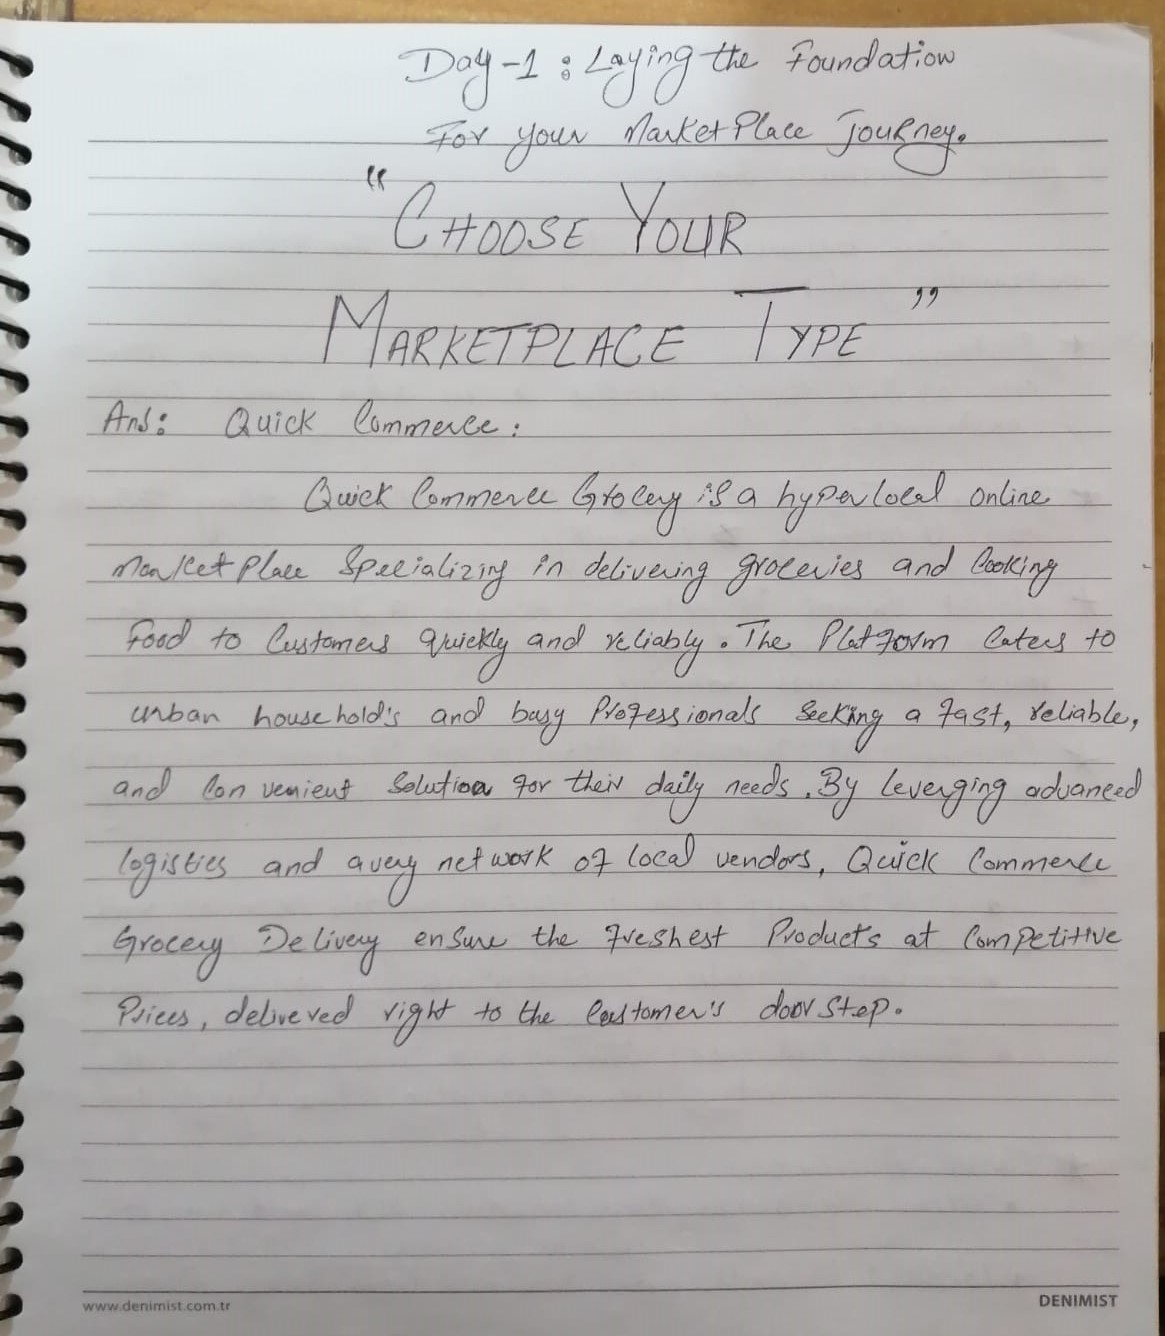 Day-1: Laying the Foundation
For your MarketPlace Journey.
"CHOOSE YOUR
MARKETPLACE TYPE"
Ans: Quick Commerce:
Quick Commerce Grocery is a hyperlocal online
marketplace Specializing in delivering groceries and Cooking
food to Customers quickly and reliably. The Platform Caters to
urban household's and busy Professionals Seeking a fast, reliable,
and Convenient Solution for their daily needs. By leverging advanced
logistics and a very network of local vendors, Quick Commerce
Grocery Delivery ensure the freshest Products at Competitive
Prices, delivered right to the Customer's doorstep.
www.denimist.com.tr
DENIMIST